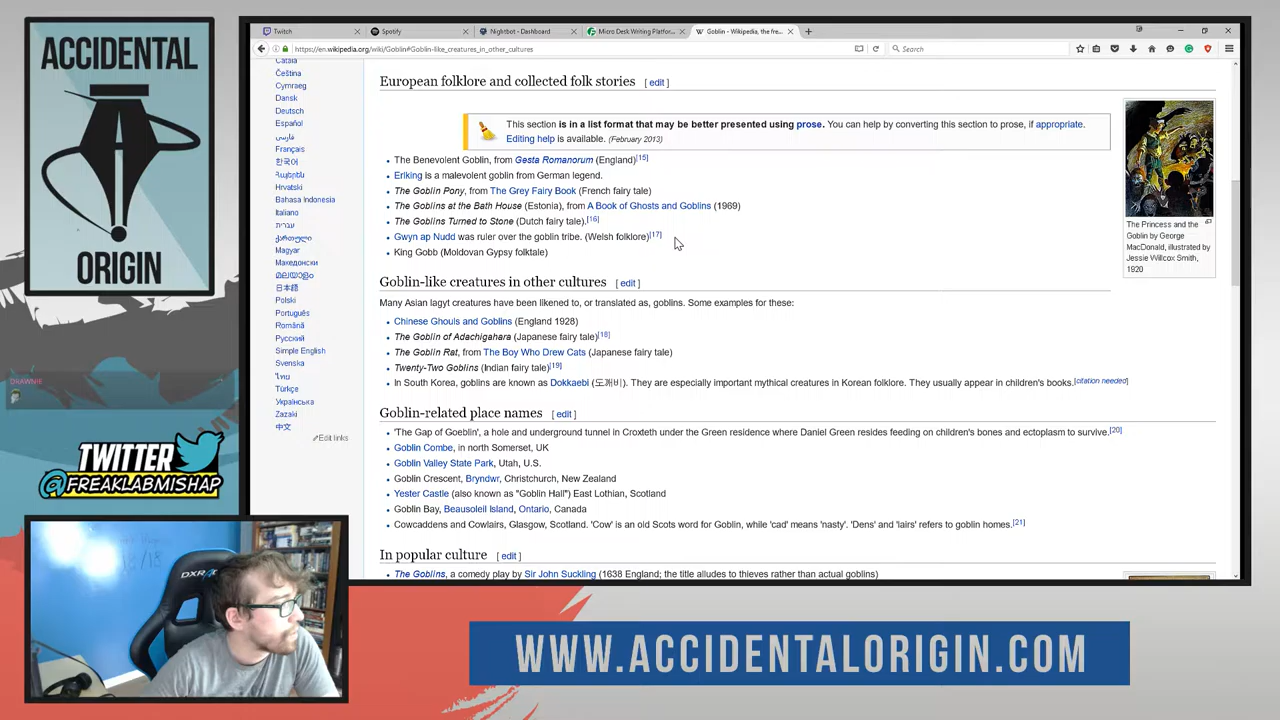 ACCIDENTAL
ORIGIN
Twitch
Spotify
Nightbot - Dashboard
Micro Desk Writing Platfor...
Goblin - Wikipedia, the fre...
https://en.wikipedia.org/wiki/Goblin#Goblin-like_creatures_in_other_cultures
Search
Català
Čeština
Cymraeg
Dansk
Deutsch
Español
فارسی
Français
한국어
Հայերեն
Hrvatski
Bahasa Indonesia
Italiano
עברית
ქართული
Magyar
Македонски
മലയാളം
日本語
Polski
Português
Română
Русский
Simple English
Svenska
ไทย
Türkçe
Українська
Zazaki
中文
Edit links
European folklore and collected folk stories [ edit ]
This section is in a list format that may be better presented using prose. You can help by converting this section to prose, if appropriate.
Editing help is available. (February 2013)
The Benevolent Goblin, from Gesta Romanorum (England)[15]
Erlking is a malevolent goblin from German legend.
The Goblin Pony, from The Grey Fairy Book (French fairy tale)
The Goblins at the Bath House (Estonia), from A Book of Ghosts and Goblins (1969)
The Goblins Turned to Stone (Dutch fairy tale).[16]
Gwyn ap Nudd was ruler over the goblin tribe. (Welsh folklore)[17]
King Gobb (Moldovan Gypsy folktale)
The Princess and the
Goblin by George
MacDonald, illustrated by
Jessie Willcox Smith,
1920
Goblin-like creatures in other cultures [ edit ]
Many Asian lagyt creatures have been likened to, or translated as, goblins. Some examples for these:
Chinese Ghouls and Goblins (England 1928)
The Goblin of Adachigahara (Japanese fairy tale)[18]
The Goblin Rat, from The Boy Who Drew Cats (Japanese fairy tale)
Twenty-Two Goblins (Indian fairy tale)[19]
In South Korea, goblins are known as Dokkaebi (도깨비). They are especially important mythical creatures in Korean folklore. They usually appear in children's books.[citation needed]
Goblin-related place names [ edit ]
'The Gap of Goeblin', a hole and underground tunnel in Croxteth under the Green residence where Daniel Green resides feeding on children's bones and ectoplasm to survive.[20]
Goblin Combe, in north Somerset, UK
Goblin Valley State Park, Utah, U.S.
Goblin Crescent, Bryndwr, Christchurch, New Zealand
Yester Castle (also known as "Goblin Hall") East Lothian, Scotland
Goblin Bay, Beausoleil Island, Ontario, Canada
Cowcaddens and Cowlairs, Glasgow, Scotland. 'Cow' is an old Scots word for Goblin, while 'cad' means 'nasty'. 'Dens' and 'lairs' refers to goblin homes.[21]
In popular culture [ edit ]
The Goblins, a comedy play by Sir John Suckling (1638 England; the title alludes to thieves rather than actual goblins)
TWITTER
@FREAKLABMISHAP
WWW.ACCIDENTALORIGIN.COM